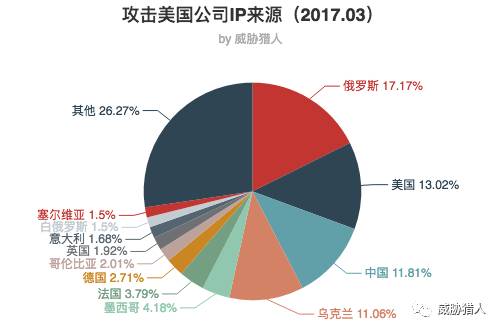 攻击美国公司IP来源（2017.03）
by 威胁猎人
其他 26.27%
俄罗斯 17.17%
美国 13.02%
中国 11.81%
乌克兰 11.06%
墨西哥 4.18%
法国 3.79%
德国 2.71%
哥伦比亚 2.01%
英国 1.92%
意大利 1.68%
白俄罗斯 1.5%
塞尔维亚 1.5%
威胁猎人